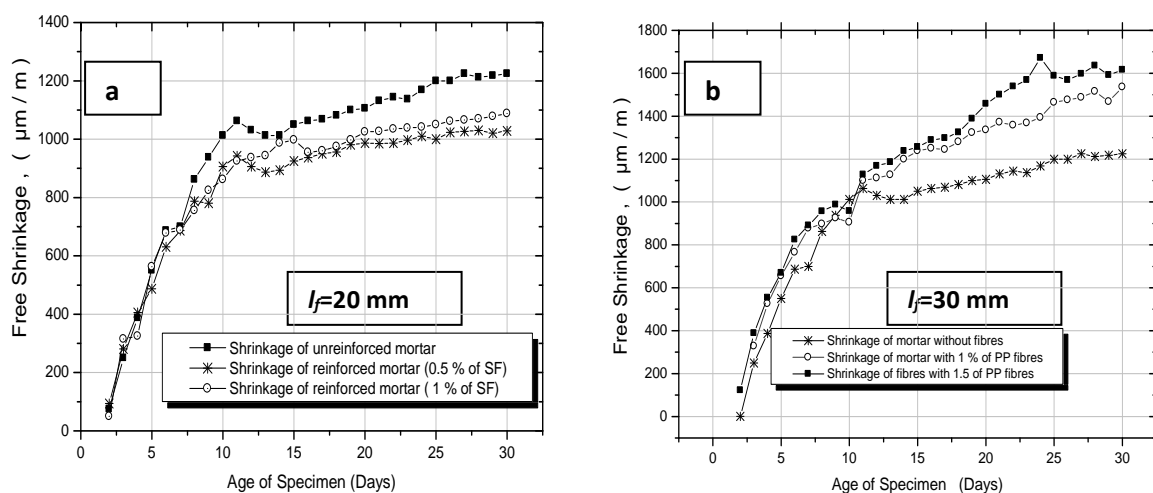 a
Free Shrinkage , ( µm / m )
1400
1200
1000
800
600
400
200
0
l_f=20 mm
Shrinkage of unreinforced mortar
Shrinkage of reinforced mortar (0.5 % of SF)
Shrinkage of reinforced mortar ( 1 % of SF)
0 5 10 15 20 25 30
Age of Specimen (Days)
b
Free Shrinkage, ( µm / m )
1800
1600
1400
1200
1000
800
600
400
200
0
l_f=30 mm
Shrinkage of mortar without fibres
Shrinkage of mortar with 1 % of PP fibres
Shrinkage of fibres with 1.5 of PP fibres
0 5 10 15 20 25 30
Age of Specimen (Days)